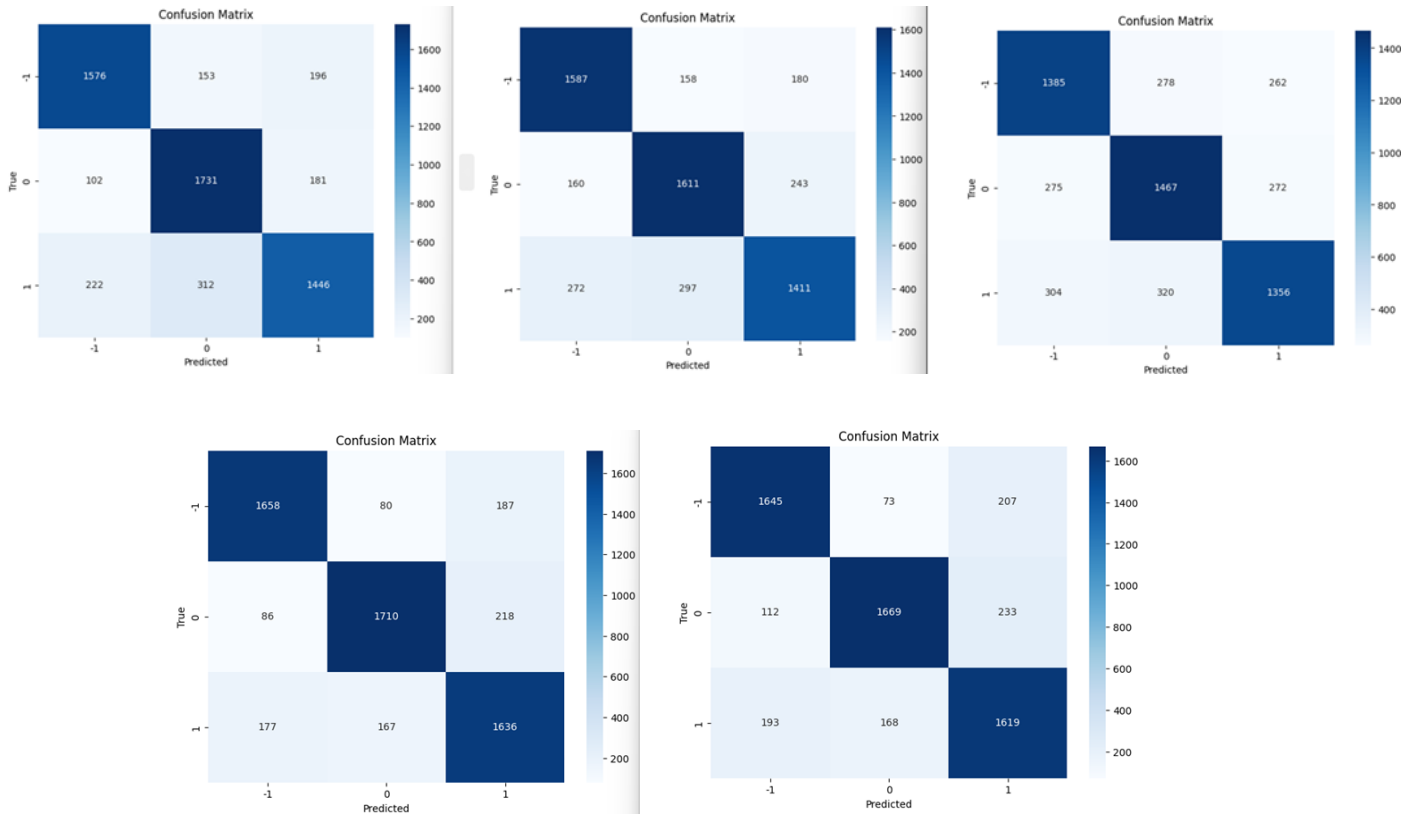 Confusion Matrix
-1 1576 153 196
True 0 102 1731 181
1 222 312 1446
-1 0 1
Predicted
1600
1400
1200
1000
800
600
400
200
Confusion Matrix
-1 1587 158 180
True 0 160 1611 243
1 272 297 1411
-1 0 1
Predicted
1600
1400
1200
1000
800
600
400
200
Confusion Matrix
-1 1385 278 262
True 0 275 1467 272
1 304 320 1356
-1 0 1
Predicted
1400
1200
1000
800
600
400
Confusion Matrix
-1 1658 80 187
True 0 86 1710 218
1 177 167 1636
-1 0 1
Predicted
1600
1400
1200
1000
800
600
400
200
Confusion Matrix
-1 1645 73 207
True 0 112 1669 233
1 193 168 1619
-1 0 1
Predicted
1600
1400
1200
1000
800
600
400
200